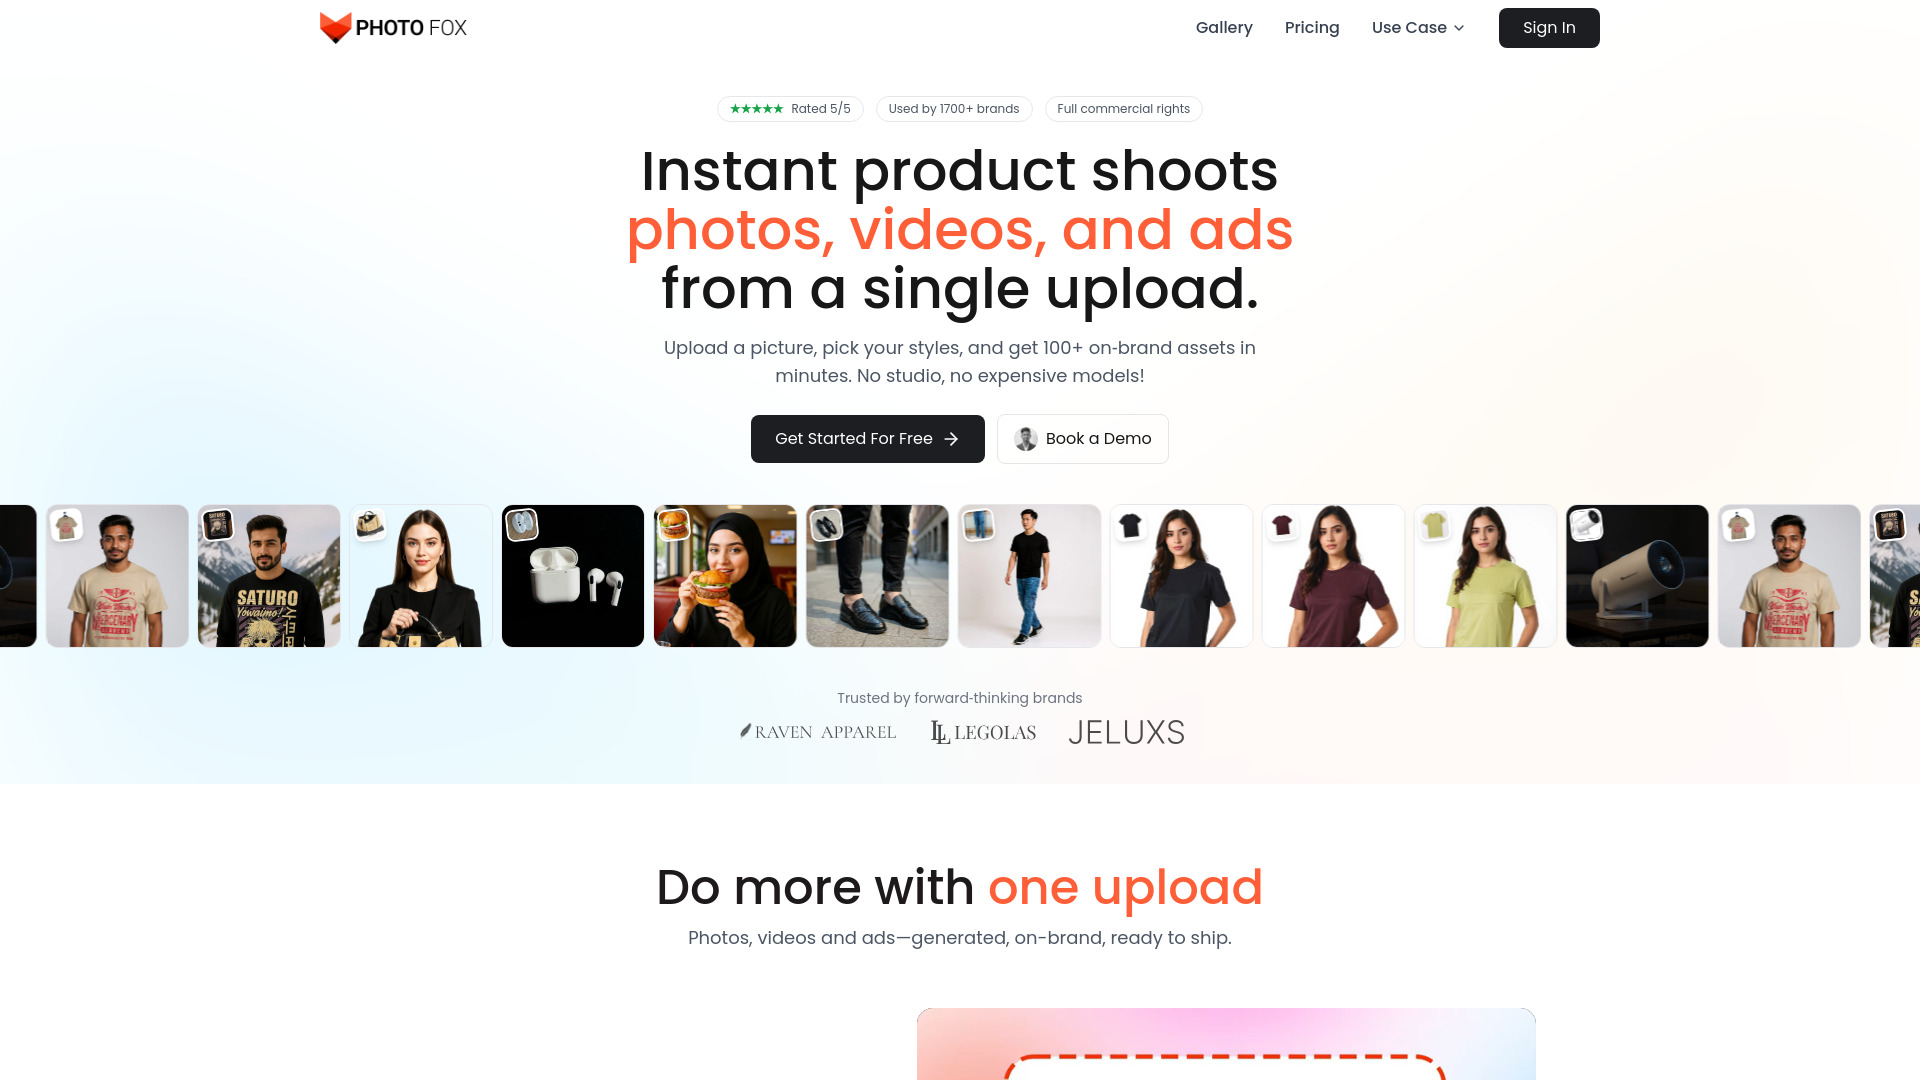 PHOTO FOX
Gallery
Pricing
Use Case
Sign In
★★★★★ Rated 5/5
Used by 1700+ brands
Full commercial rights
Instant product shoots
photos, videos, and ads
from a single upload.
Upload a picture, pick your styles, and get 100+ on-brand assets in
minutes. No studio, no expensive models!
Get Started For Free
Book a Demo
MERCENARY
SATURO
Yowaimo!
MERCENARY
Trusted by forward-thinking brands
RAVEN APPAREL
LL LEGOLAS
JELUXS
Do more with one upload
Photos, videos and ads—generated, on-brand, ready to ship.